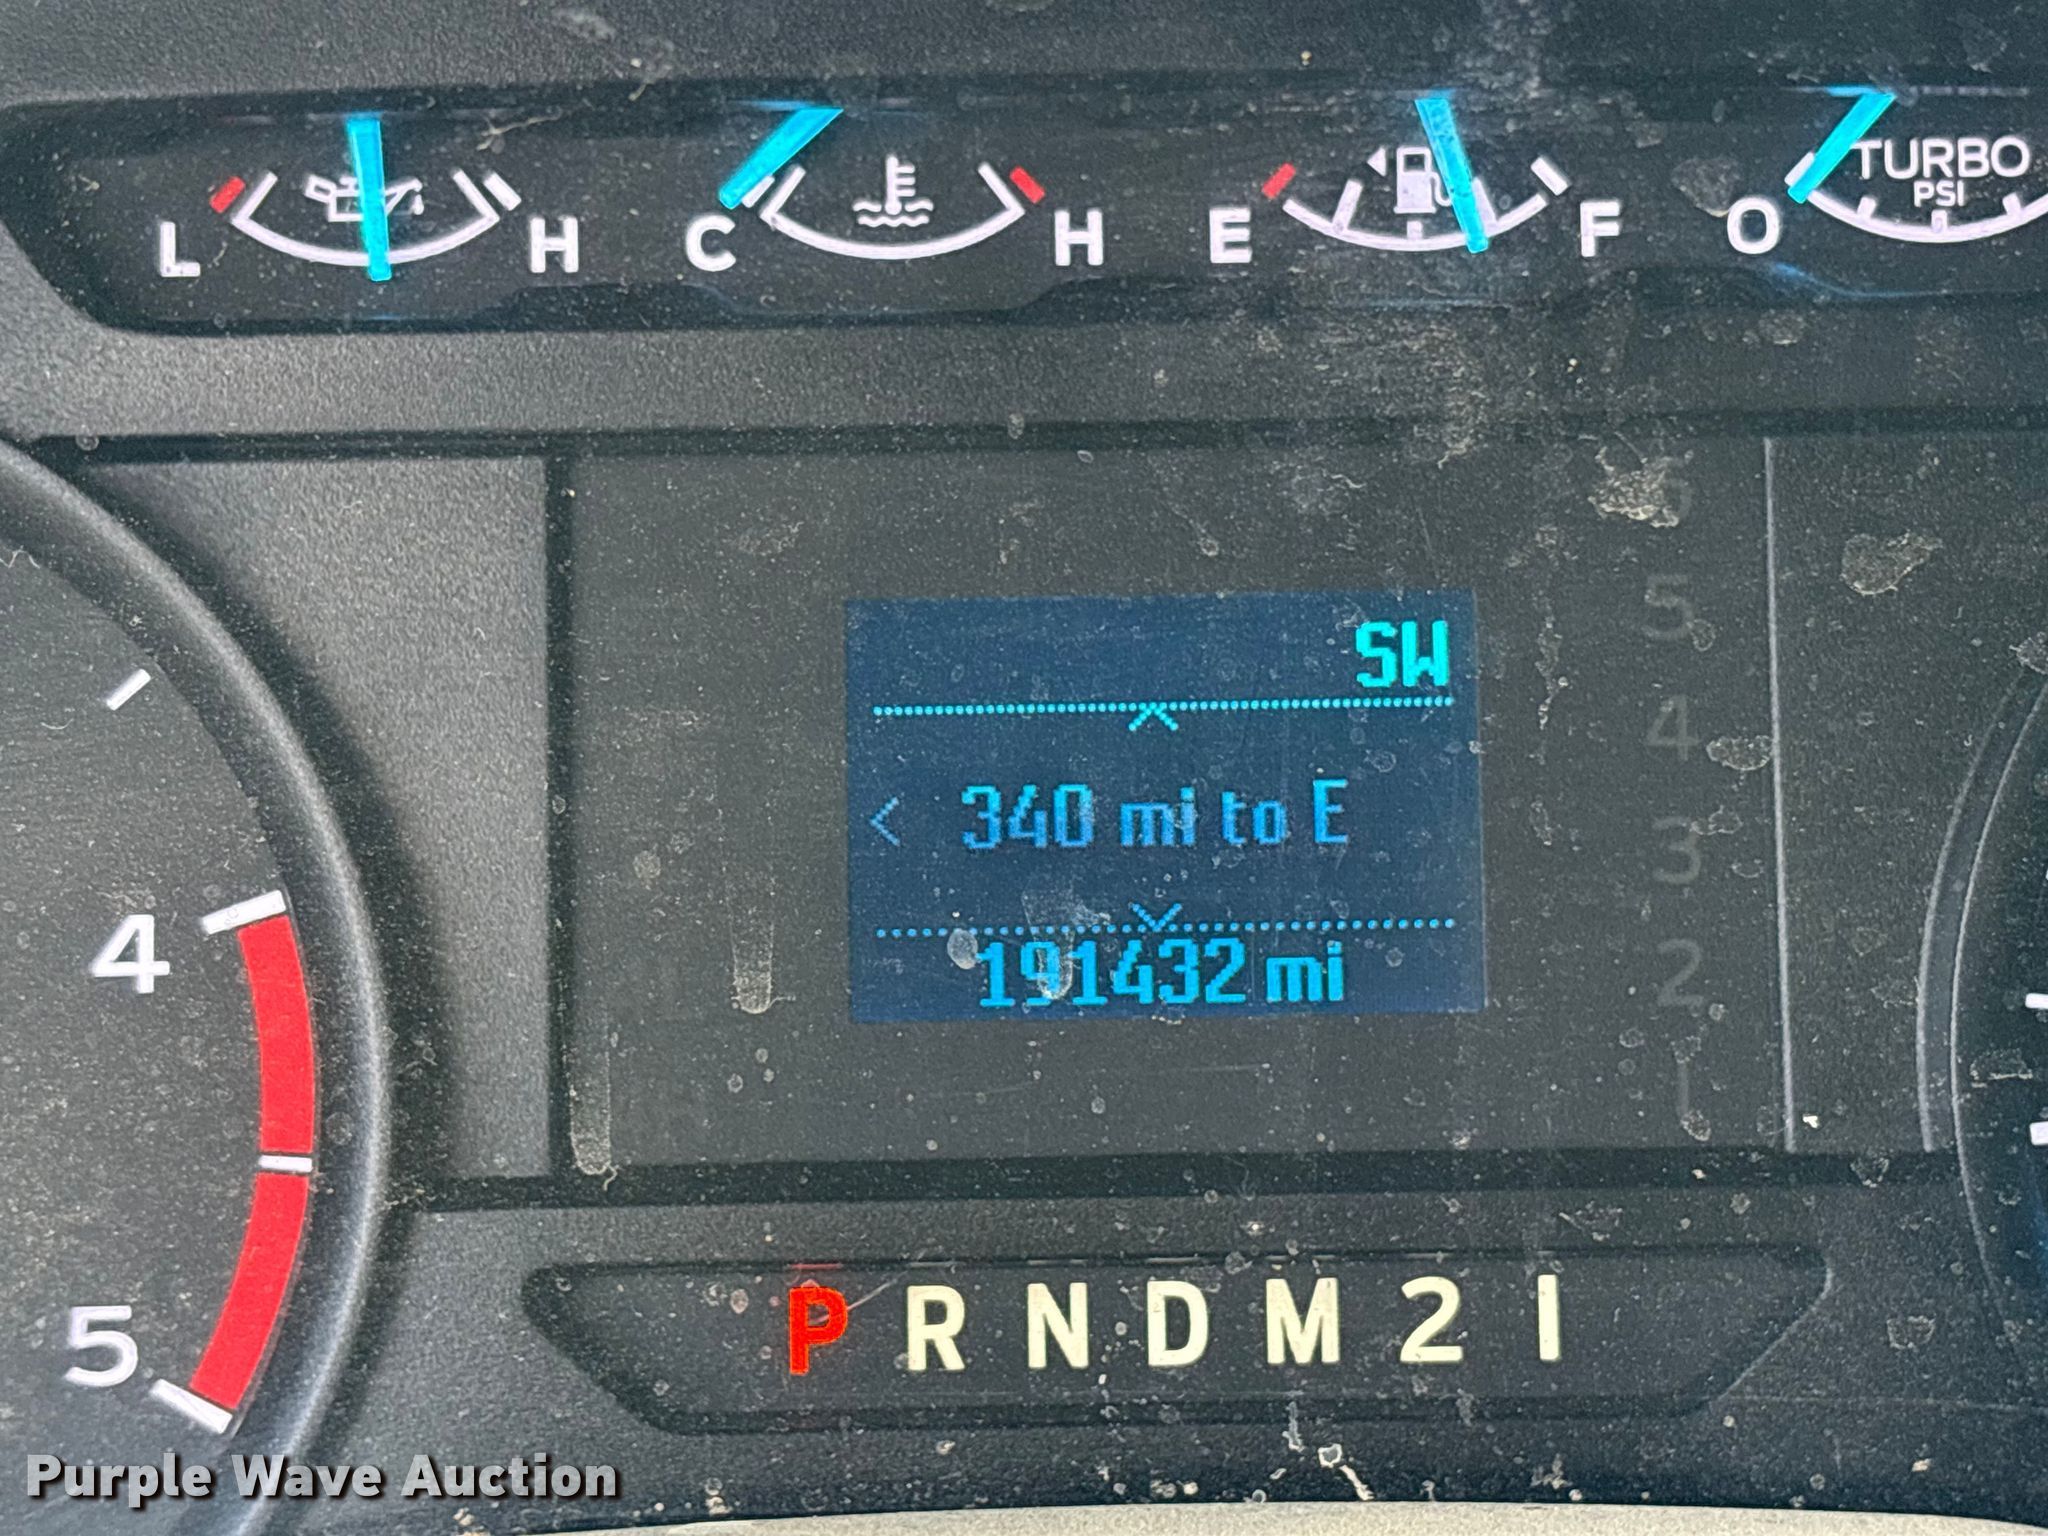 L H C H E F 0 TURBO
PSI
SW
< 340 mi to E
191432 mi
5
4
3
2
1
4
5
P R N D M 2 1
Purple Wave Auction